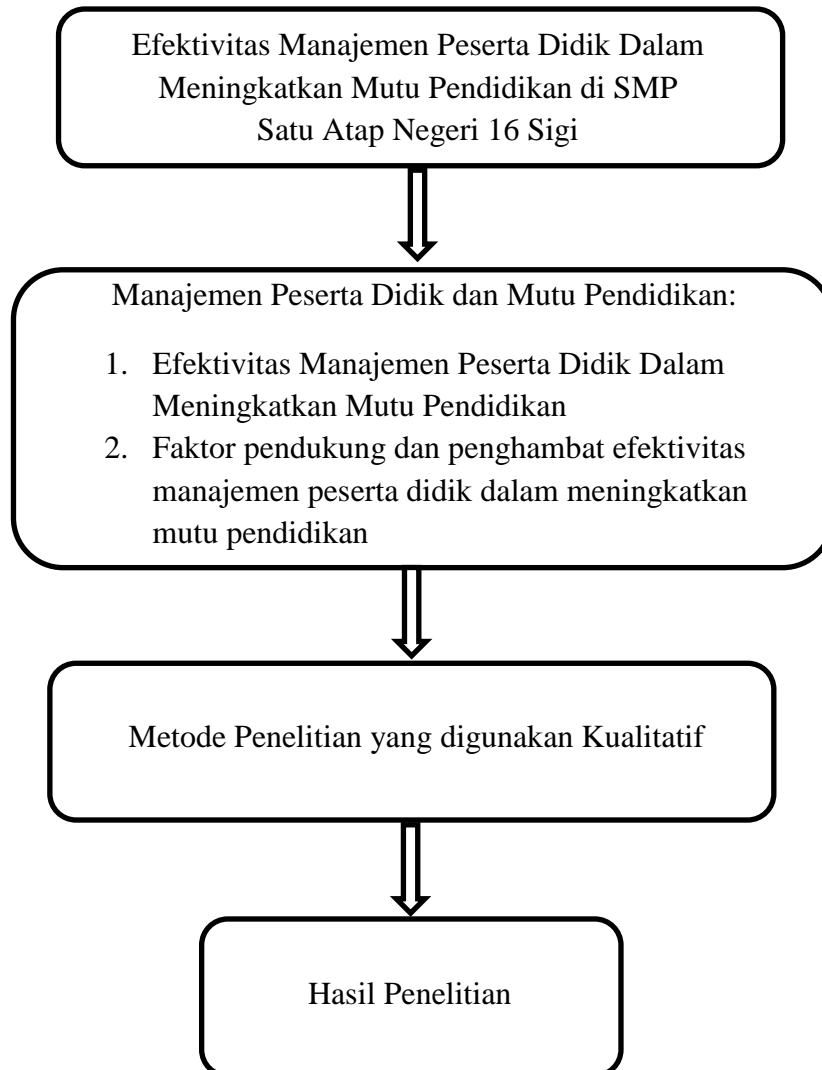 Efektivitas Manajemen Peserta Didik Dalam
Meningkatkan Mutu Pendidikan di SMP
Satu Atap Negeri 16 Sigi
Manajemen Peserta Didik dan Mutu Pendidikan:
1. Efektivitas Manajemen Peserta Didik Dalam
Meningkatkan Mutu Pendidikan
2. Faktor pendukung dan penghambat efektivitas
manajemen peserta didik dalam meningkatkan
mutu pendidikan
Metode Penelitian yang digunakan Kualitatif
Hasil Penelitian